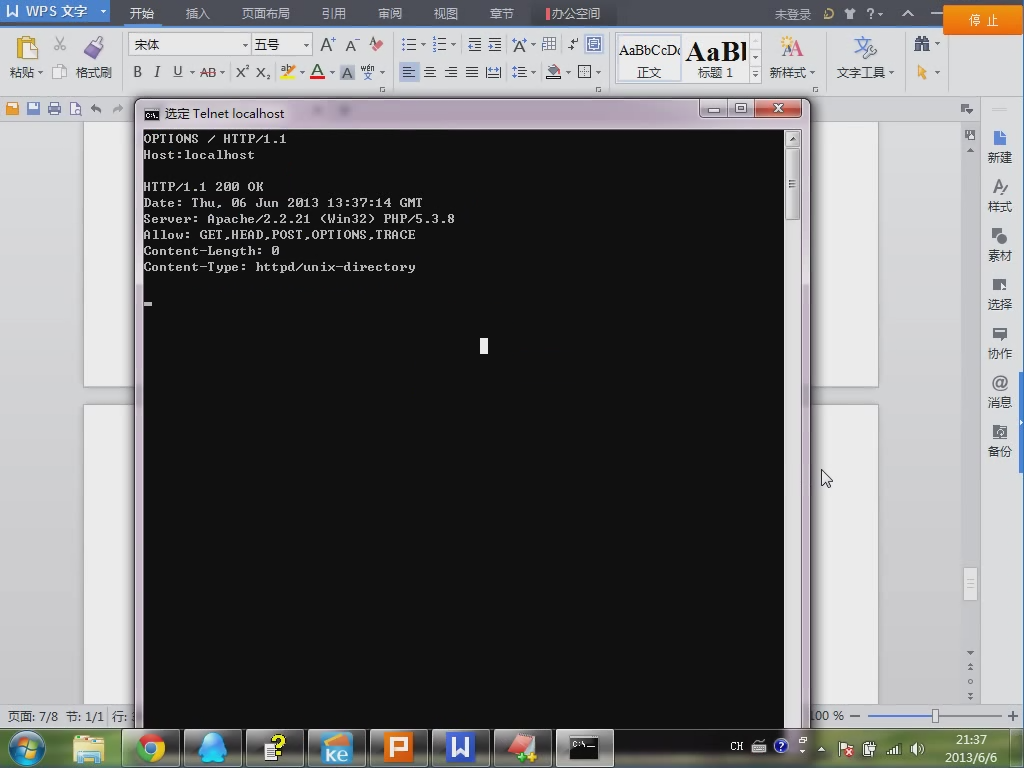 WPS 文字
开始 插入 页面布局 引用 审阅 视图 章节 办公空间 未登录
停止
粘贴 格式刷
宋体 五号
AaBbCcDc AaBl
正文 标题 1 新样式 文字工具
选定 Telnet localhost
OPTIONS / HTTP/1.1
Host:localhost
HTTP/1.1 200 OK
Date: Thu, 06 Jun 2013 13:37:14 GMT
Server: Apache/2.2.21 (Win32) PHP/5.3.8
Allow: GET,HEAD,POST,OPTIONS,TRACE
Content-Length: 0
Content-Type: httpd/unix-directory
新建
样式
素材
选择
协作
消息
备份
页面: 7/8 节: 1/1 行: 100 %
CH
21:37
2013/6/6